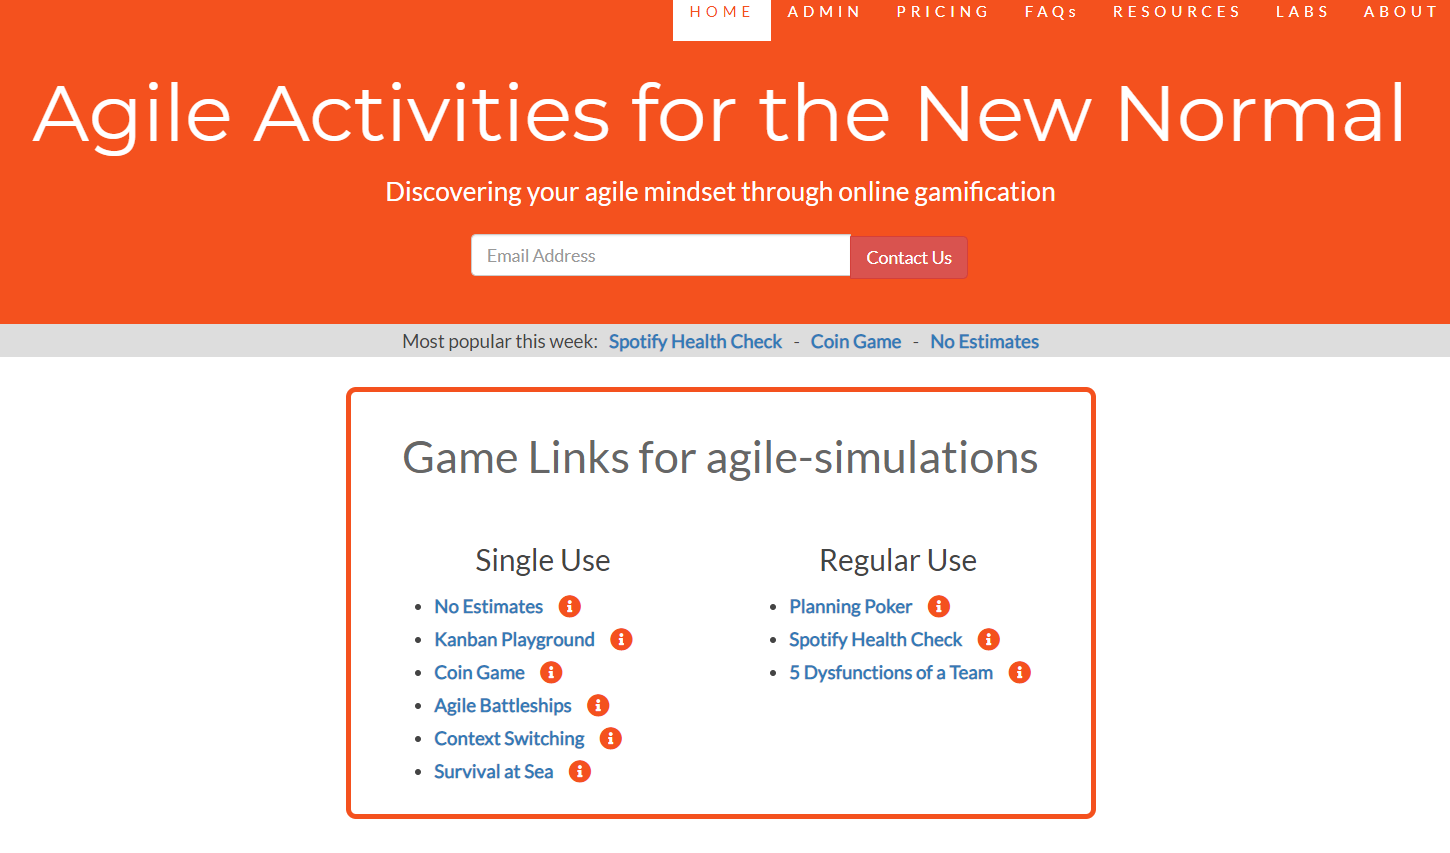 HOME ADMIN PRICING FAQs RESOURCES LABS ABOUT
Agile Activities for the New Normal
Discovering your agile mindset through online gamification
Email Address Contact Us
Most popular this week: Spotify Health Check - Coin Game - No Estimates
Game Links for agile-simulations
Single Use
No Estimates
Kanban Playground
Coin Game
Agile Battleships
Context Switching
Survival at Sea
Regular Use
Planning Poker
Spotify Health Check
5 Dysfunctions of a Team